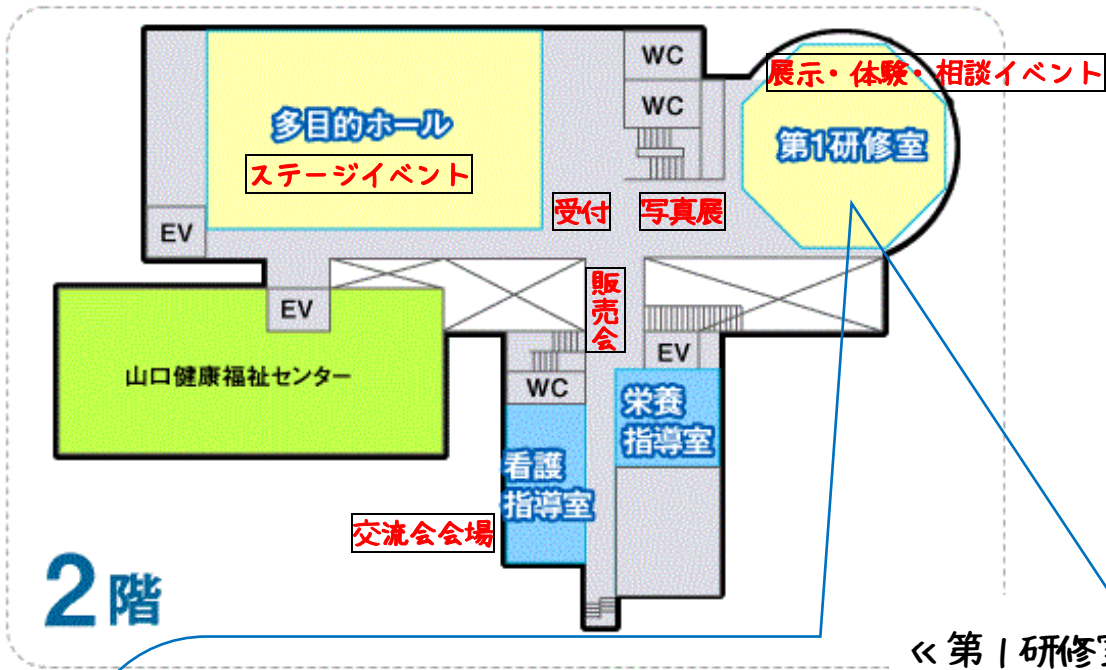 WC
展示・体験・相談イベント
WC
多目的ホール
第1研修室
ステージイベント
受付
写真展
EV
販売会
EV
EV
山口健康福祉センター
WC
栄養
指導室
看護
指導室
交流会会場
2階
≪第1研修